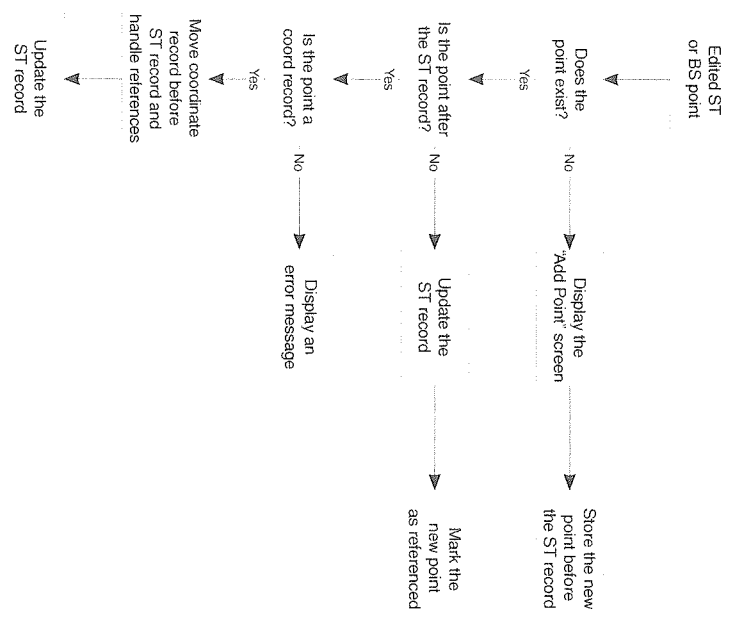 Edited ST
or BS point
Does the
point exist?
No
Display the
"Add Point" screen
Store the new
point before
the ST record
Yes
Is the point after
the ST record?
No
Update the
ST record
Mark the
new point
as referenced
Yes
Is the point a
coord record?
No
Display an
error message
Yes
Move coordinate
record before
ST record and
handle references
Update the
ST record